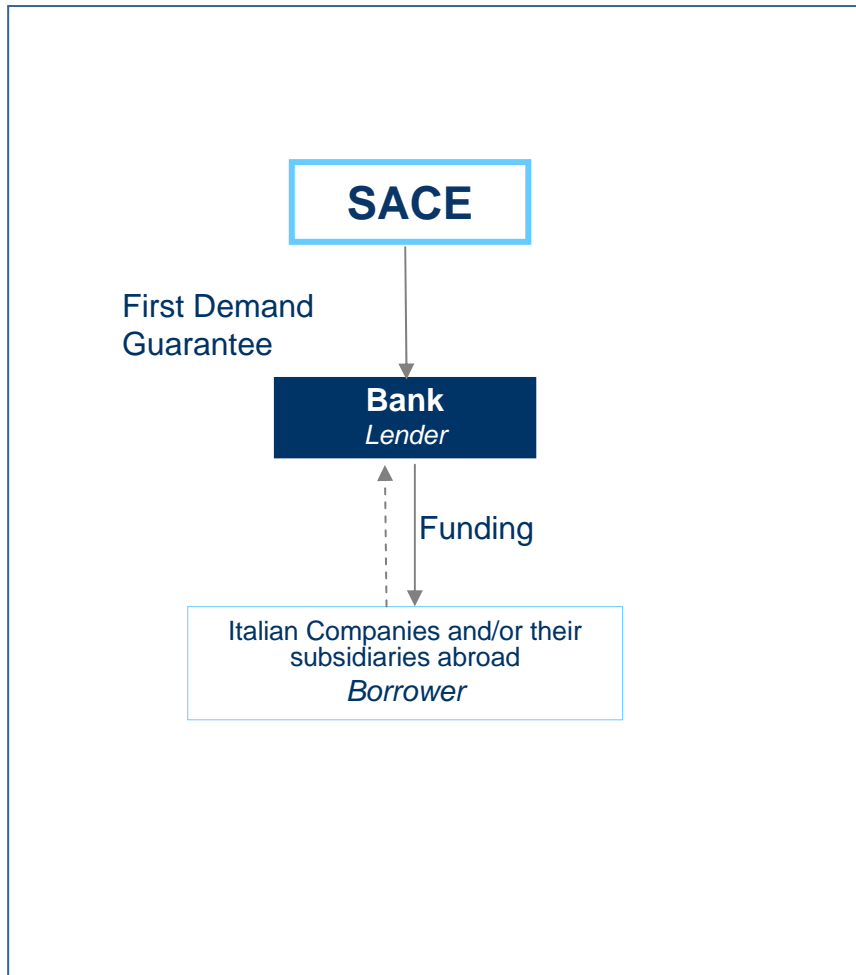 SACE
First Demand
Guarantee
Bank
Lender
Funding
Italian Companies and/or their
subsidiaries abroad
Borrower